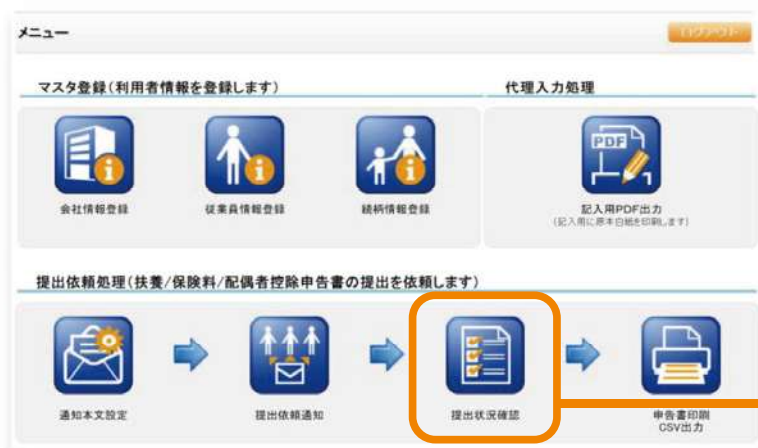 メニュー
ログアウト
マスタ登録(利用者情報を登録します)
代理入力処理
PDF
会社情報登録
従業員情報登録
続柄情報登録
記入用PDF出力
(記入用に原本白紙を印刷します)
提出依頼処理(扶養/保険料/配偶者控除申告書の提出を依頼します)
通知本文設定
提出依頼通知
提出状況確認
申告書印刷
CSV出力